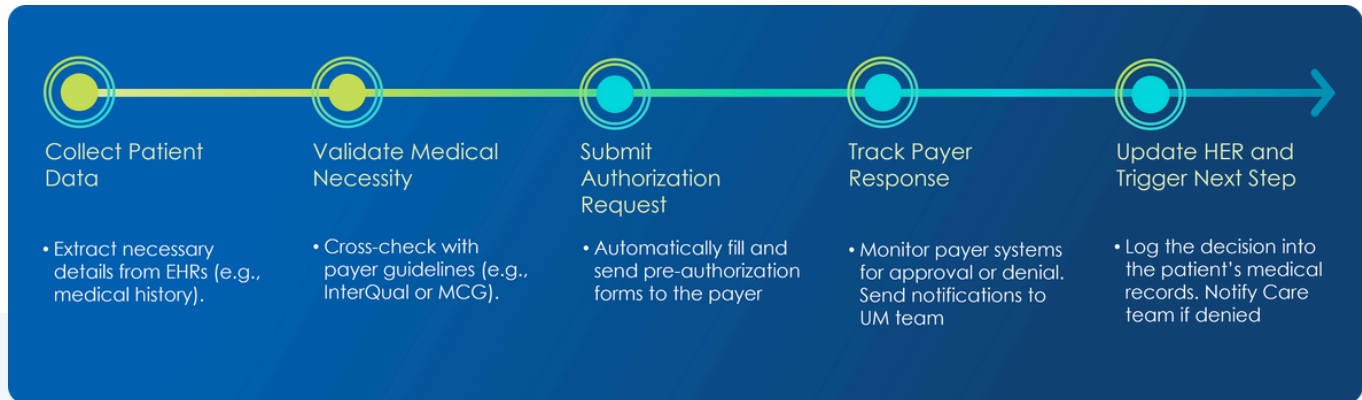 Collect Patient
Data
• Extract necessary
details from EHRs (e.g.,
medical history).
Validate Medical
Necessity
• Cross-check with
payer guidelines (e.g.,
InterQual or MCG).
Submit
Authorization
Request
• Automatically fill and
send pre-authorization
forms to the payer
Track Payer
Response
• Monitor payer systems
for approval or denial.
Send notifications to
UM team
Update HER and
Trigger Next Step
• Log the decision into
the patient’s medical
records. Notify Care
team if denied